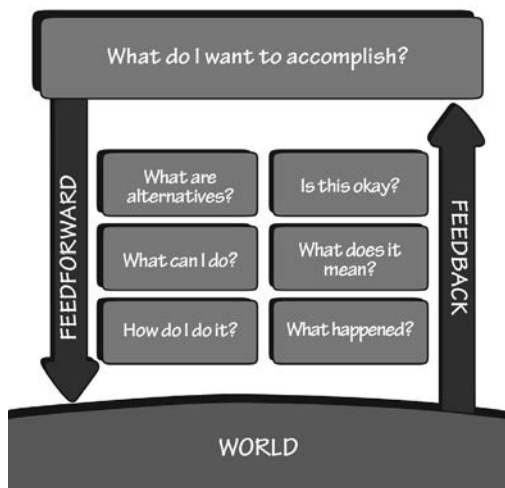 What do I want to accomplish?
FEEDFORWARD
What are
alternatives?
What can I do?
How do I do it?
Is this okay?
What does it
mean?
What happened?
FEEDBACK
WORLD